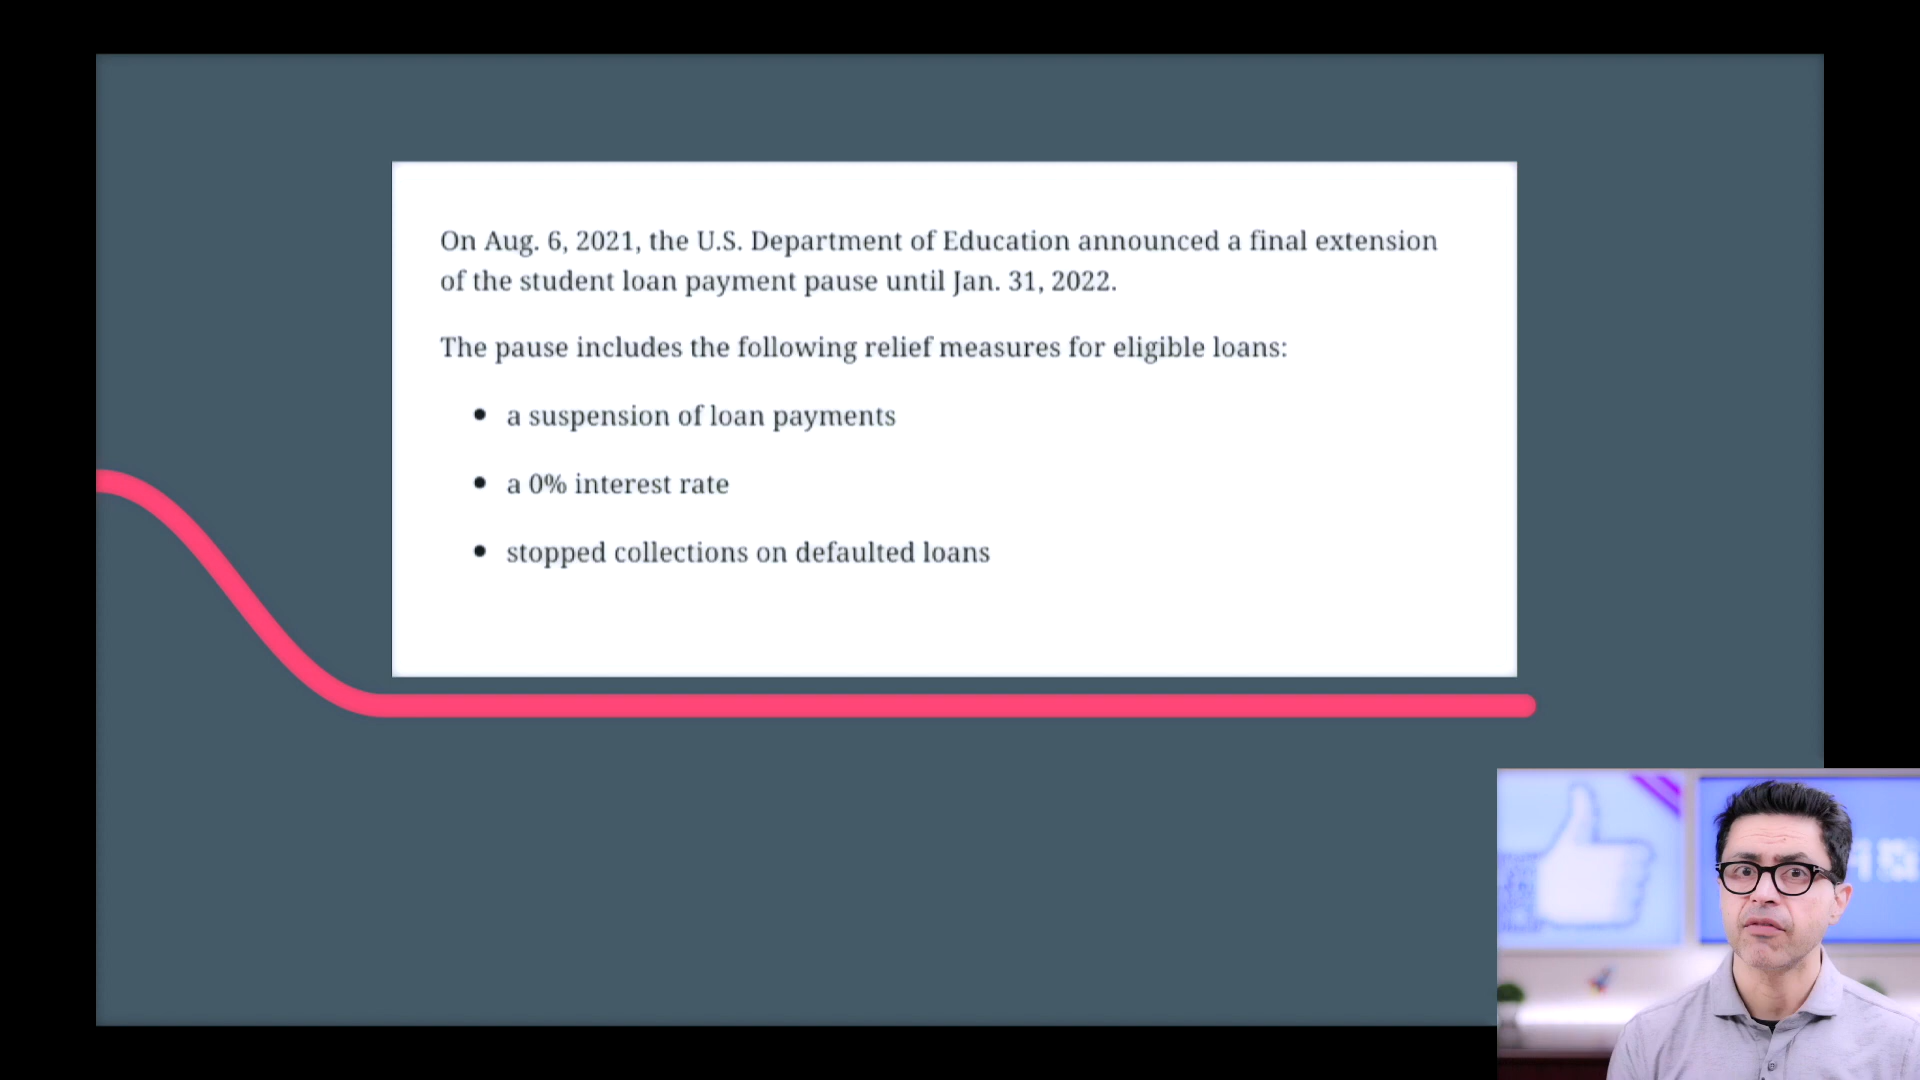 On Aug. 6, 2021, the U.S. Department of Education announced a final extension
of the student loan payment pause until Jan. 31, 2022.
The pause includes the following relief measures for eligible loans:
a suspension of loan payments
a 0% interest rate
stopped collections on defaulted loans